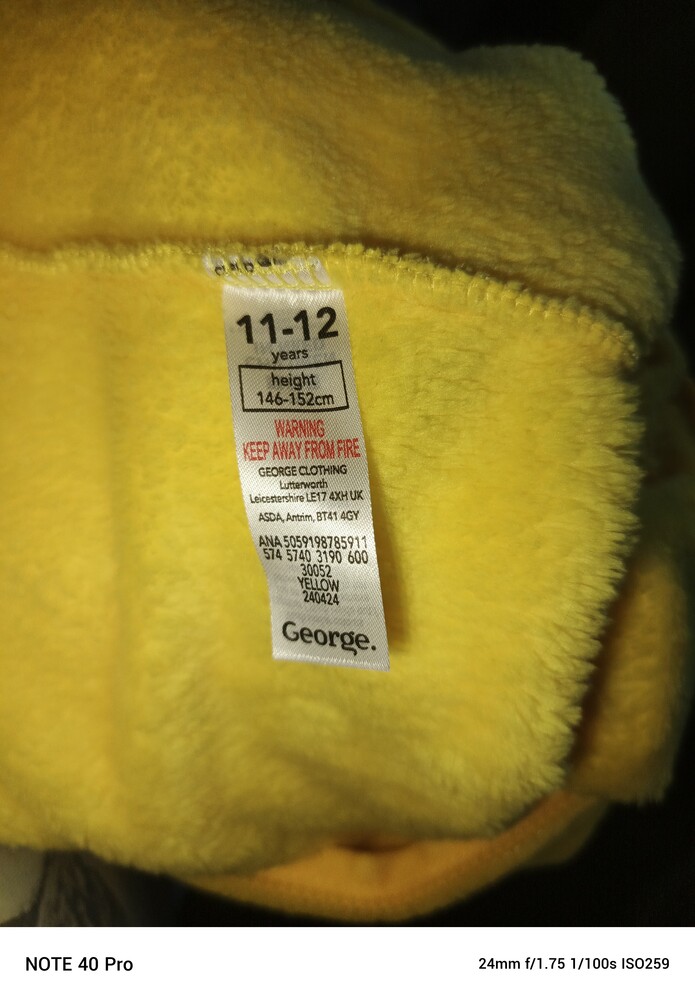 11-12
years
height
146-152cm
WARNING
KEEP AWAY FROM FIRE
GEORGE CLOTHING
Lutterworth
Leicestershire LE17 4XH UK
ASDA, Antrim, BT41 4GY
ANA 5059198785911
574 5740 3190 600
30052
YELLOW
240424
George.
NOTE 40 Pro
24mm f/1.75 1/100s ISO259